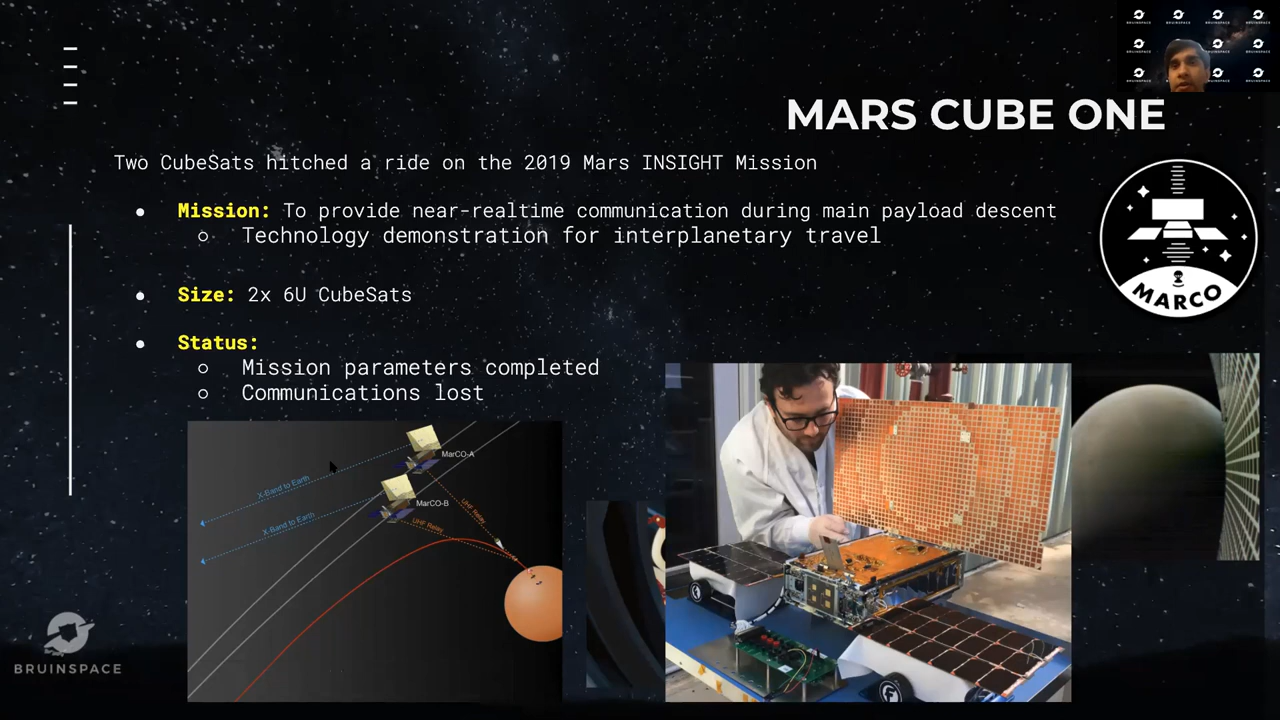 MARS CUBE ONE
Two CubeSats hitched a ride on the 2019 Mars INSIGHT Mission
Mission: To provide near-realtime communication during main payload descent
Technology demonstration for interplanetary travel
Size: 2x 6U CubeSats
Status:
Mission parameters completed
Communications lost
MARCO
MarCO-A
X-Band to Earth
MarCO-B
X-Band to Earth
UHF Relay
UHF Relay
BRUINSPACE